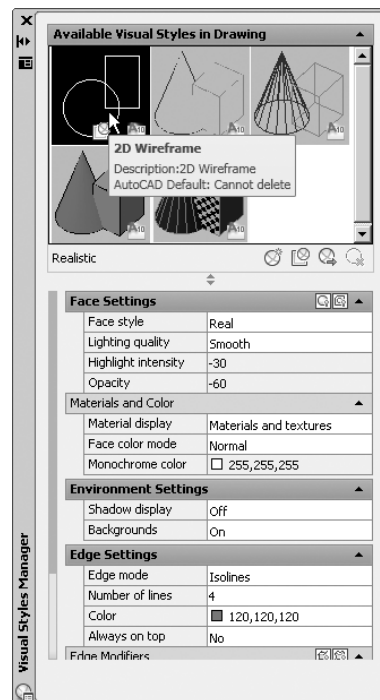 Available Visual Styles in Drawing
2D Wireframe
Description:2D Wireframe
AutoCAD Default: Cannot delete
Realistic
Face Settings
Face style Real
Lighting quality Smooth
Highlight intensity -30
Opacity -60
Materials and Color
Material display Materials and textures
Face color mode Normal
Monochrome color 255,255,255
Environment Settings
Shadow display Off
Backgrounds On
Edge Settings
Edge mode Isolines
Number of lines 4
Color 120,120,120
Always on top No
Edge Modifiers
Visual Styles Manager